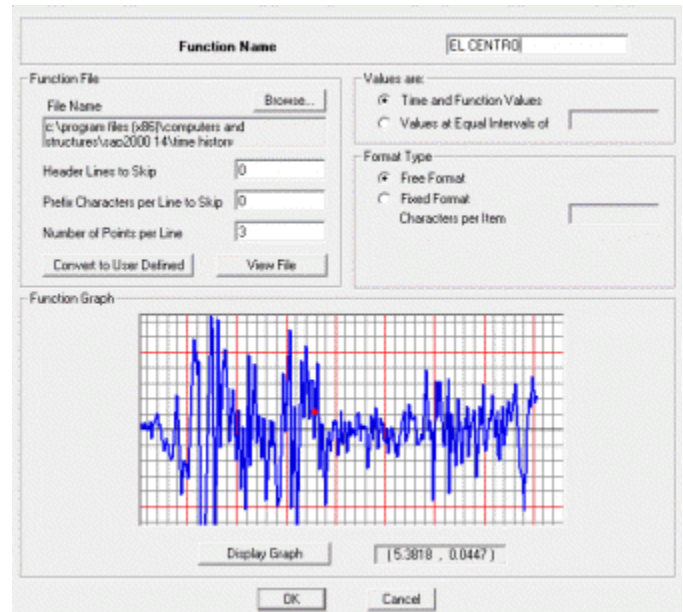 Function Name
EL CENTRO
Function File
File Name
Browse...
c:\program files (x86)\computers and
structures\sap2000 14\time history
Header Lines to Skip
0
Prefix Characters per Line to Skip
0
Number of Points per Line
3
Convert to User Defined
View File
Values are:
Time and Function Values
Values at Equal Intervals of
Format Type
Free Format
Fixed Format
Characters per Item
Function Graph
Display Graph
(5.3818 , 0.0447)
OK
Cancel